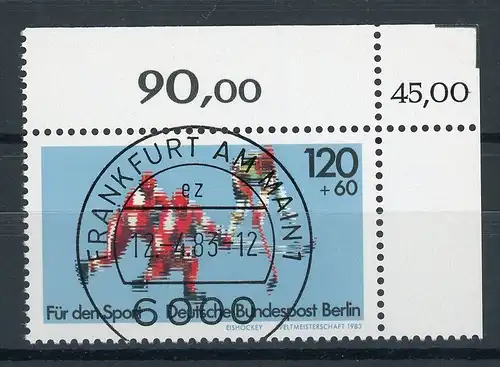 90,00
45,00
120
+ 60
FRANKFURT AM MAIN 1
ez
12.4.83-12
6000
Für den Sport Deutsche Bundespost Berlin
EISHOCKEY WELTMEISTERSCHAFT 1983